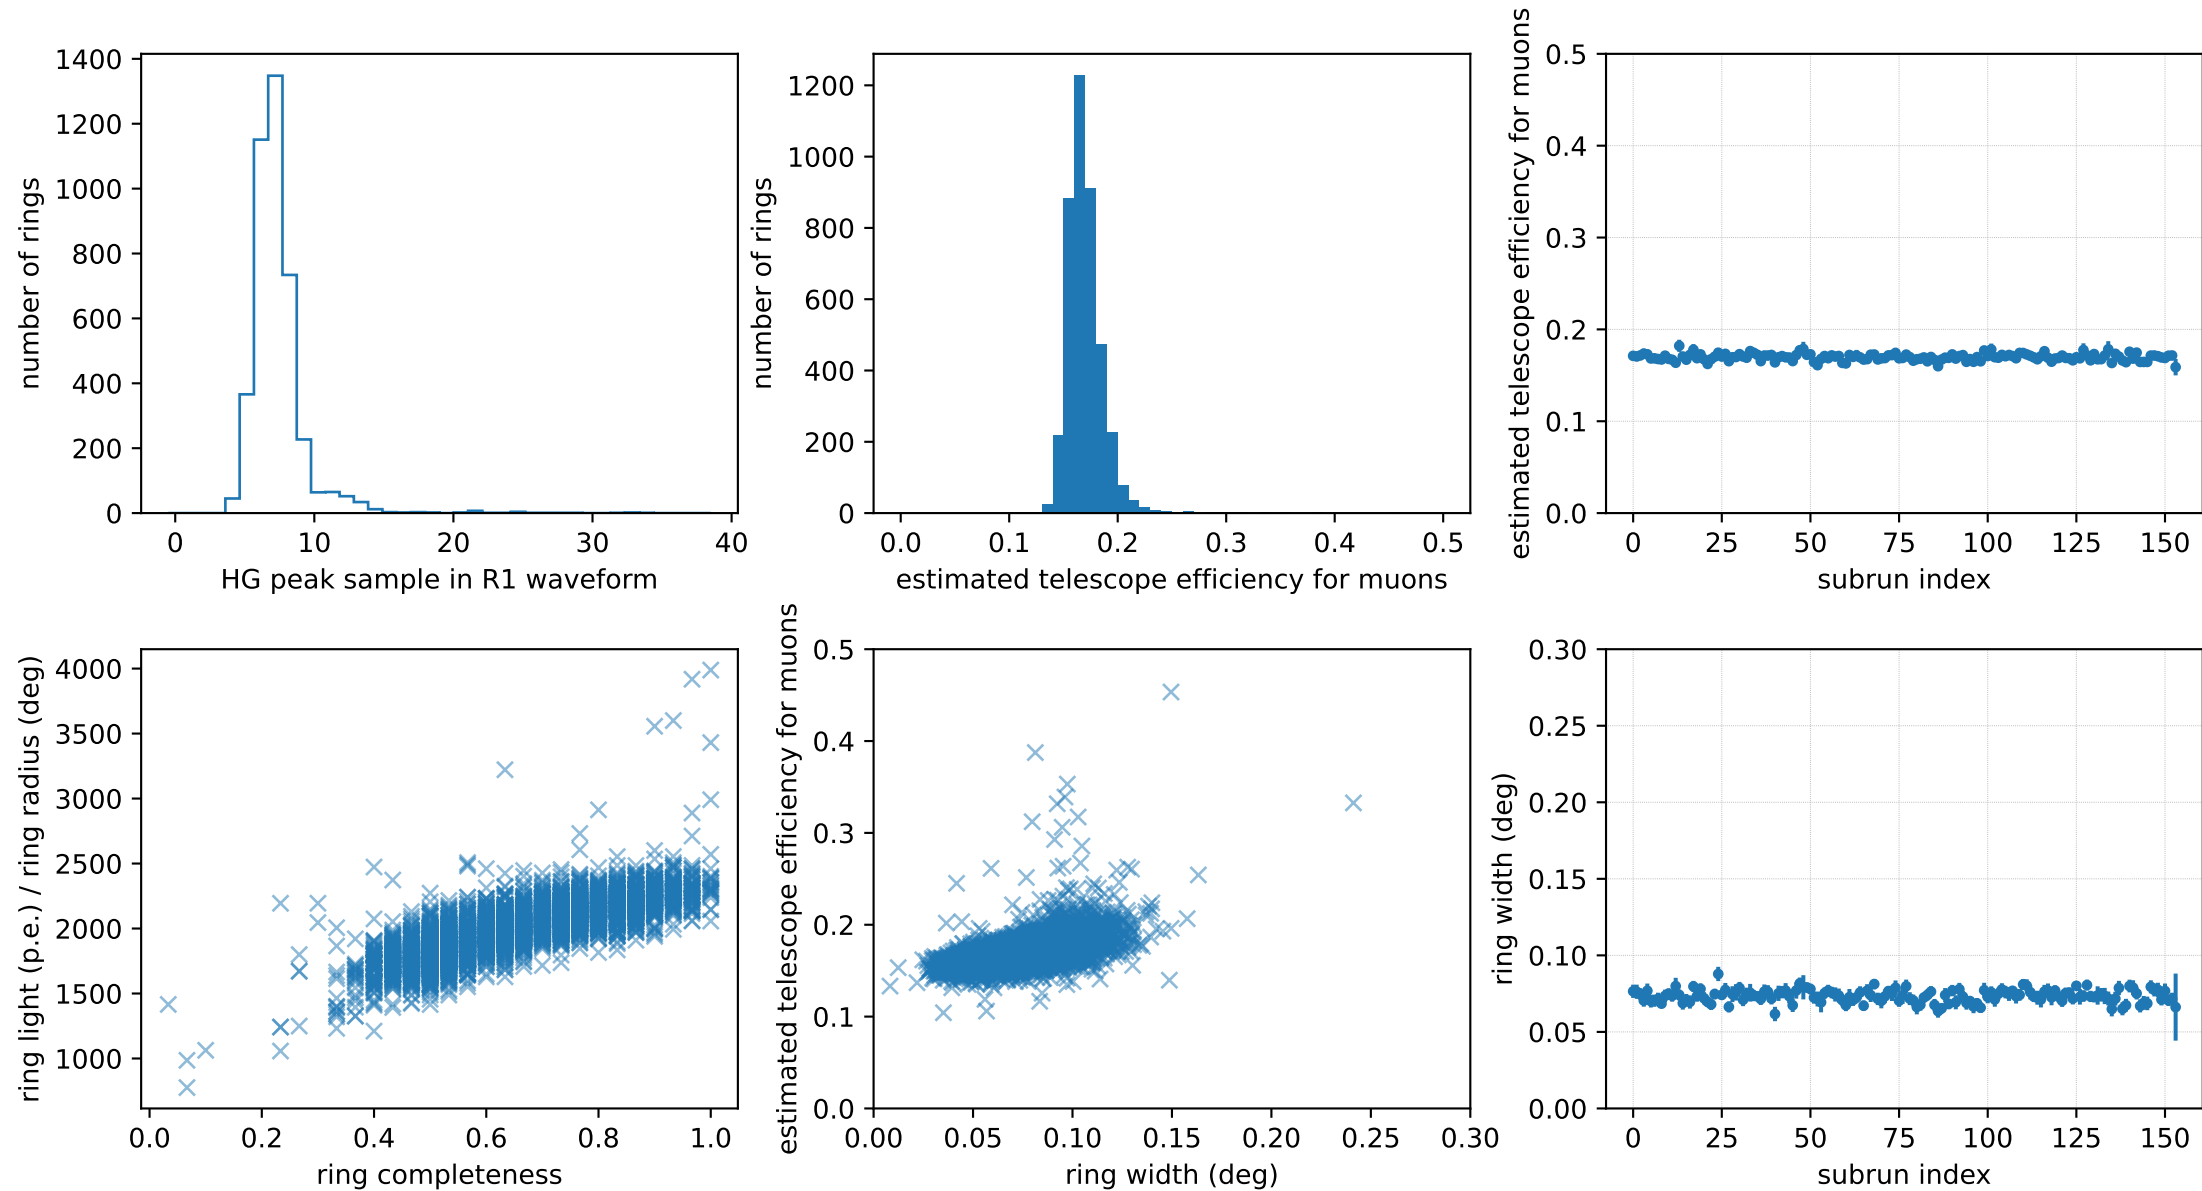 number of rings
1400
1200
1000
800
600
400
200
0
0 10 20 30 40
HG peak sample in R1 waveform
number of rings
1200
1000
800
600
400
200
0
0.0 0.1 0.2 0.3 0.4 0.5
estimated telescope efficiency for muons
estimated telescope efficiency for muons
0.5
0.4
0.3
0.2
0.1
0.0
0 25 50 75 100 125 150
subrun index
ring light (p.e.) / ring radius (deg)
4000
3500
3000
2500
2000
1500
1000
0.0 0.2 0.4 0.6 0.8 1.0
ring completeness
estimated telescope efficiency for muons
0.5
0.4
0.3
0.2
0.1
0.0
0.00 0.05 0.10 0.15 0.20 0.25 0.30
ring width (deg)
ring width (deg)
0.30
0.25
0.20
0.15
0.10
0.05
0.00
0 25 50 75 100 125 150
subrun index